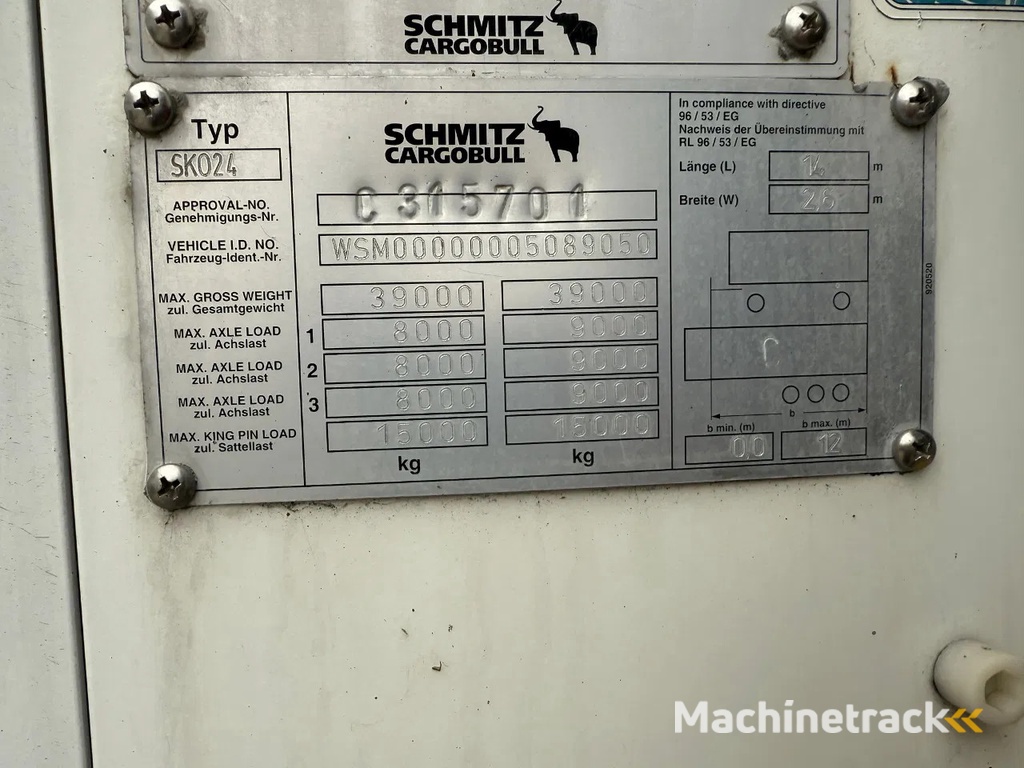 SCHMITZ
CARGOBULL
Typ
SKO24
SCHMITZ
CARGOBULL
In compliance with directive
96 / 53 / EG
Nachweis der Übereinstimmung mit
RL 96 / 53 / EG
Länge (L) 14 m
Breite (W) 2,6 m
APPROVAL-NO.
Genehmigungs-Nr.
C315701
VEHICLE I.D. NO.
Fahrzeug-Ident.-Nr.
WSM00000005089050
MAX. GROSS WEIGHT
zul. Gesamtgewicht
39000 39000
MAX. AXLE LOAD
zul. Achslast
1 8000 9000
MAX. AXLE LOAD
zul. Achslast
2 8000 9000
MAX. AXLE LOAD
zul. Achslast
3 8000 9000
MAX. KING PIN LOAD
zul. Sattellast
15000 15000
kg kg
b
b min. (m) b max. (m)
00 12
920520
Machinetrack